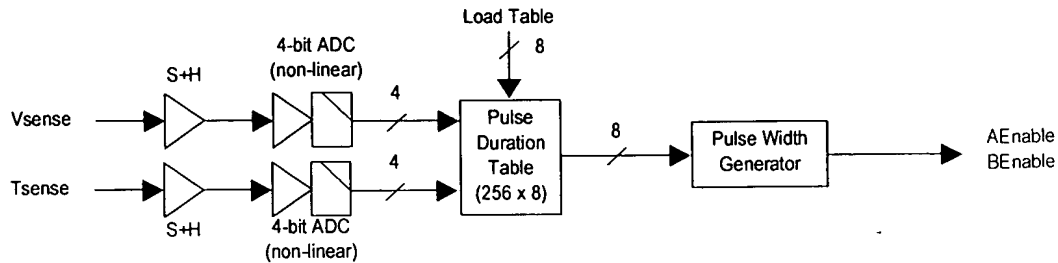 Load Table
8
4-bit ADC
(non-linear)
S+H
4
Vsense
Pulse
Duration
Table
(256 x 8)
8
Pulse Width
Generator
AEnable
BEnable
4
Tsense
S+H
4-bit ADC
(non-linear)